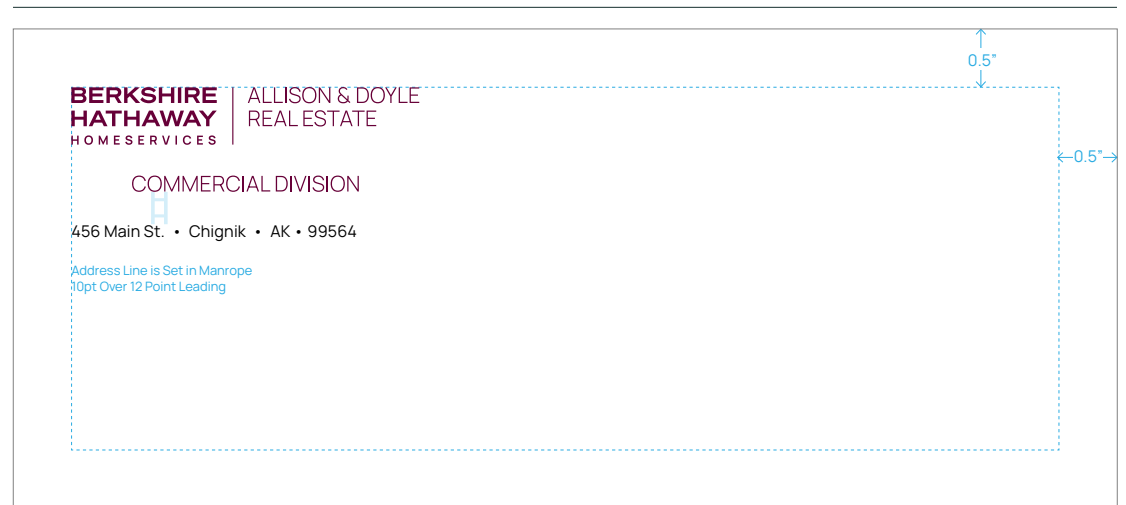 0.5”
BERKSHIRE HATHAWAY HOMESERVICES
ALLISON & DOYLE REAL ESTATE
0.5”
COMMERCIAL DIVISION
H
456 Main St. • Chignik • AK • 99564
Address Line is Set in Manrope
10pt Over 12 Point Leading